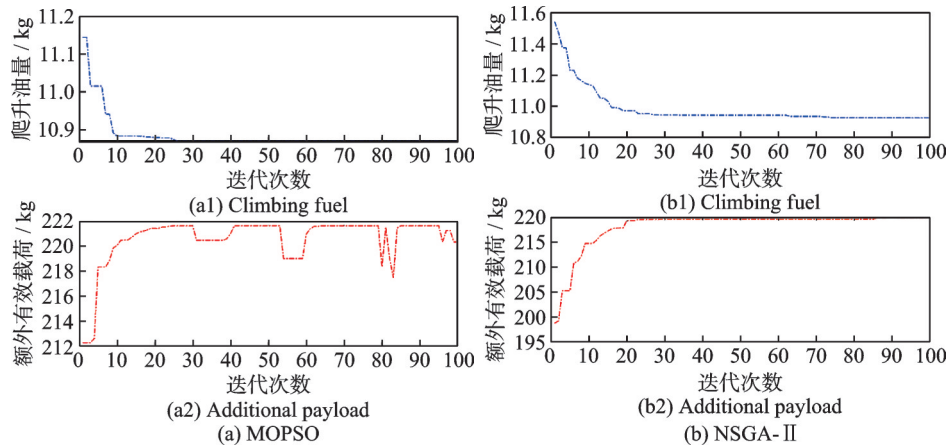 爬升油量 / kg
11.2
11.1
11.0
10.9
0 10 20 30 40 50 60 70 80 90 100
迭代次数
(a1) Climbing fuel
爬升油量 / kg
11.6
11.4
11.2
11.0
10.8
0 10 20 30 40 50 60 70 80 90 100
迭代次数
(b1) Climbing fuel
额外有效载荷 / kg
222
220
218
216
214
212
0 10 20 30 40 50 60 70 80 90 100
迭代次数
(a2) Additional payload
(a) MOPSO
额外有效载荷 / kg
220
215
210
205
200
195
0 10 20 30 40 50 60 70 80 90 100
迭代次数
(b2) Additional payload
(b) NSGA-Ⅱ